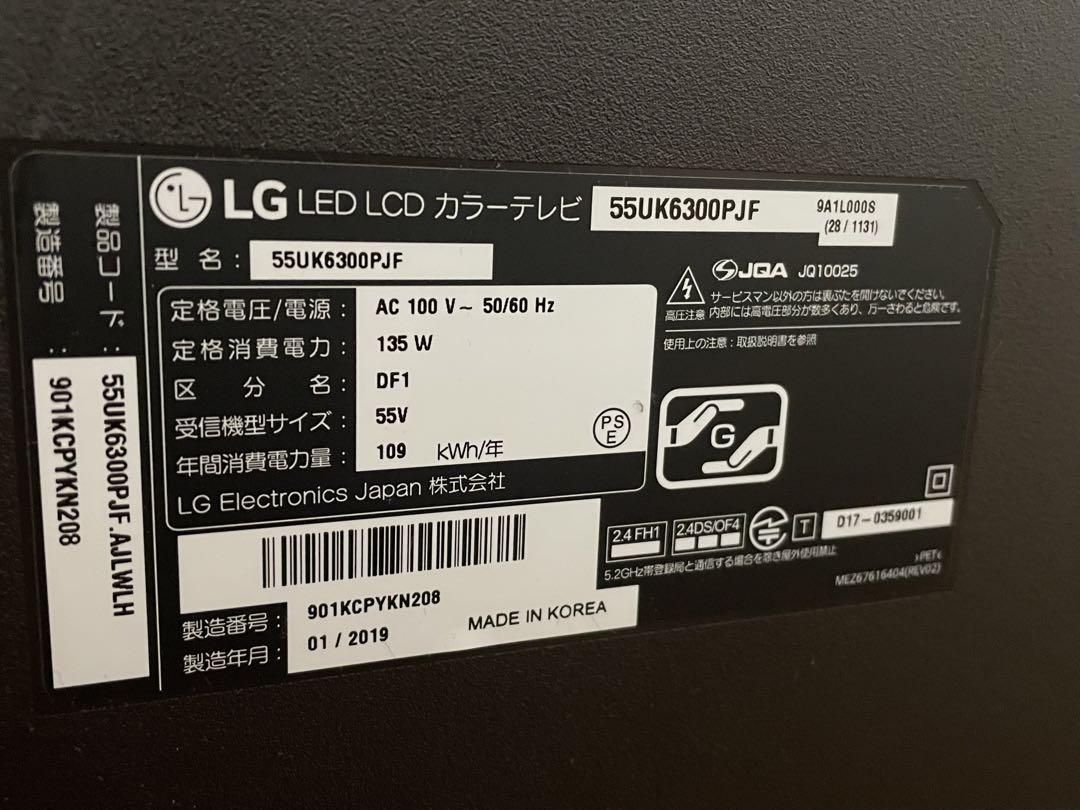 製品コード : 55UK6300PJF.AJLWLH
製造番号 : 901KCPYKN208
LG LED LCD カラーテレビ 55UK6300PJF 9A1L000S
(28 / 1131)
型 名 : 55UK6300PJF
定格電圧/電源 : AC 100 V~ 50/60 Hz
定格消費電力 : 135 W
区 分 名 : DF1
受信機型サイズ : 55V
年間消費電力量 : 109 kWh/年
PS
E
LG Electronics Japan 株式会社
JQA JQ10025
高圧注意
サービスマン以外の方は裏ぶたを開けないでください。
内部には高電圧部分が数多くあり、万一さわると危険です。
使用上の注意 : 取扱説明書を参照
G
2.4 FH1
2.4DS/OF4
T D17-0359001
5.2GHz帯登録局と通信する場合を除き屋外使用禁止
>PET<
MEZ67616404(REV02)
製造番号 : 901KCPYKN208
製造年月 : 01 / 2019
MADE IN KOREA